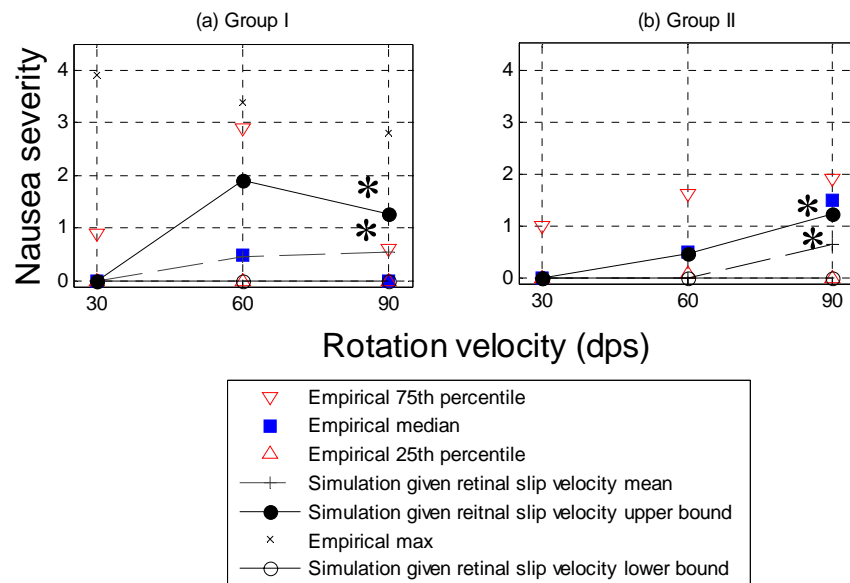 (a) Group I
(b) Group II
Nausea severity
4
3
2
1
0
30
60
90
4
3
2
1
0
30
60
90
*
*
*
*
Rotation velocity (dps)
Empirical 75th percentile
Empirical median
Empirical 25th percentile
Simulation given retinal slip velocity mean
Simulation given reitnal slip velocity upper bound
Empirical max
Simulation given retinal slip velocity lower bound